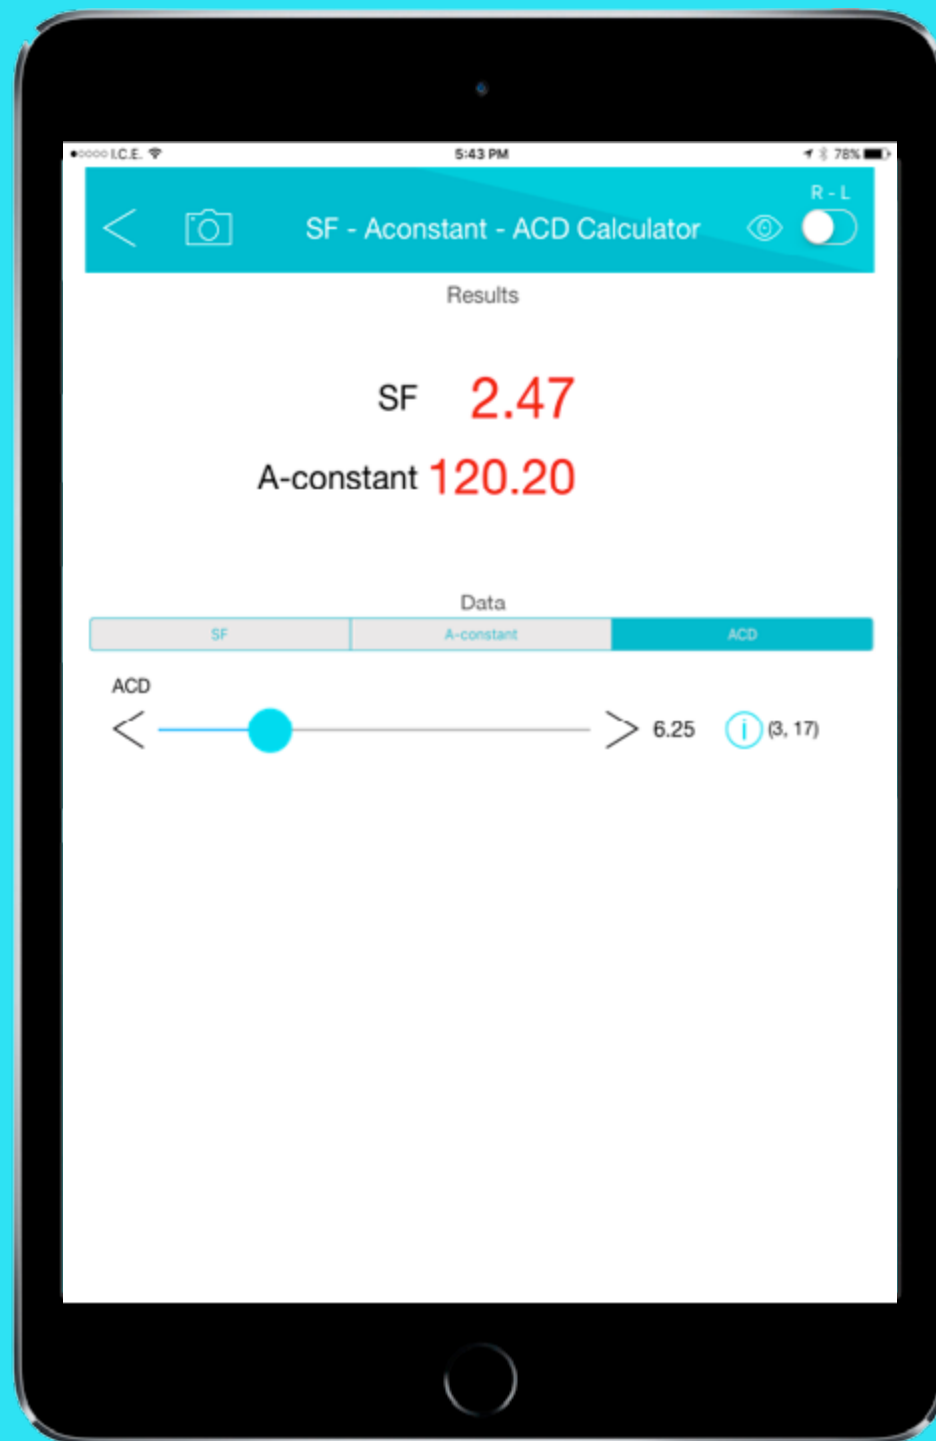 I.C.E. 5:43 PM 78%
R - L
SF - Aconstant - ACD Calculator
Results
SF 2.47
A-constant 120.20
Data
SF A-constant ACD
ACD
6.25 i (3, 17)